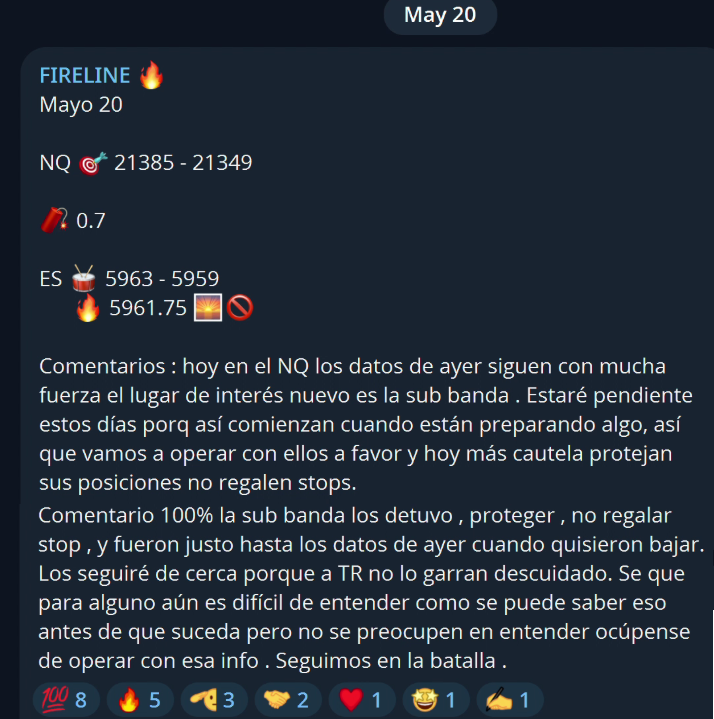 May 20
FIRELINE 🔥
Mayo 20
NQ 🎯 21385 - 21349
🧨 0.7
ES 🥁 5963 - 5959
🔥 5961.75 🌅 🚫
Comentarios : hoy en el NQ los datos de ayer siguen con mucha
fuerza el lugar de interés nuevo es la sub banda . Estaré pendiente
estos días porq así comienzan cuando están preparando algo, así
que vamos a operar con ellos a favor y hoy más cautela protejan
sus posiciones no regalen stops.
Comentario 100% la sub banda los detuvo , proteger , no regalar
stop , y fueron justo hasta los datos de ayer cuando quisieron bajar.
Los seguiré de cerca porque a TR no lo garran descuidado. Se que
para alguno aún es difícil de entender como se puede saber eso
antes de que suceda pero no se preocupen en entender ocúpense
de operar con esa info . Seguimos en la batalla .
💯 8 🔥 5 🫡 3 🤝 2 ❤️ 1 🤩 1 ✍️ 1